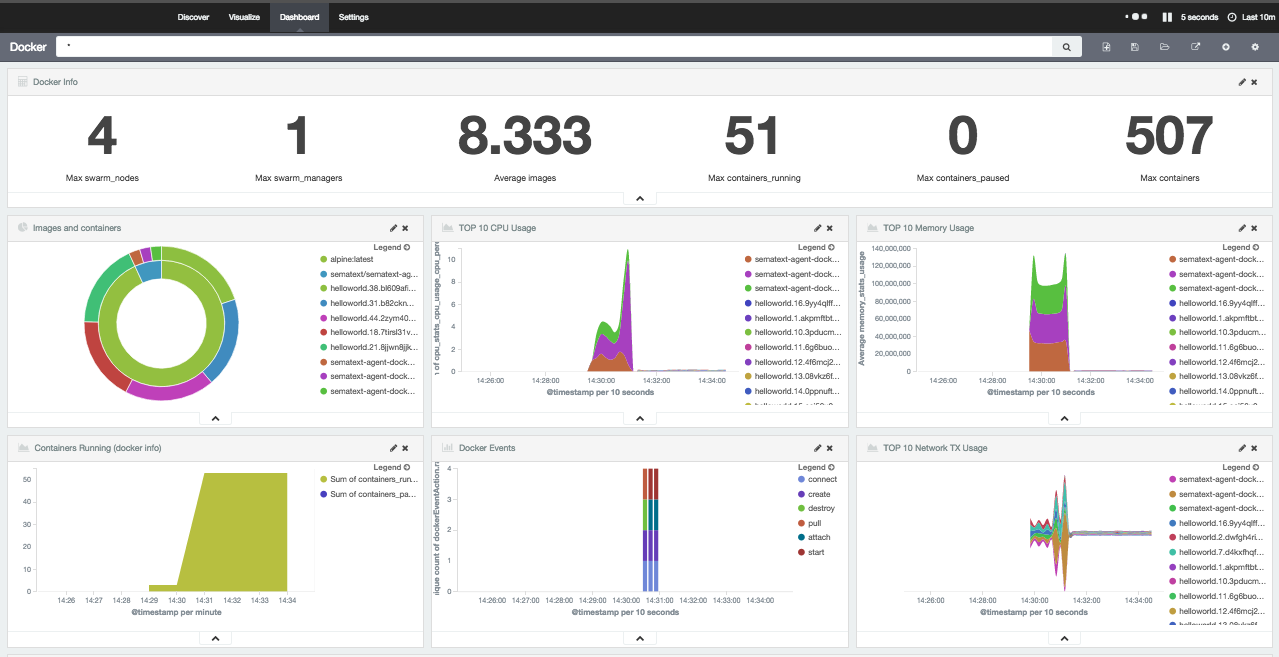 Discover Visualize Dashboard Settings 5 seconds Last 10m
Docker *
Docker Info
4 1 8.333 51 0 507
Max swarm_nodes Max swarm_managers Average images Max containers_running Max containers_paused Max containers
Images and containers
Legend
alpine:latest
sematext/sematext-ag...
helloworld.38.bl609afi...
helloworld.31.b82ckn...
helloworld.44.2zym40...
helloworld.18.7tirsl31v...
helloworld.21.8jjwn8jjk...
sematext-agent-dock...
sematext-agent-dock...
sematext-agent-dock...
TOP 10 CPU Usage
of cpu_stats_cpu_usage_cpu_per
10
8
6
4
2
0
14:26:00 14:28:00 14:30:00 14:32:00 14:34:00
@timestamp per 10 seconds
Legend
sematext-agent-dock...
sematext-agent-dock...
sematext-agent-dock...
helloworld.16.9yy4qlff...
helloworld.1.akpmftbt...
helloworld.10.3pducm...
helloworld.11.6g6buo...
helloworld.12.4f6mcj2...
helloworld.13.08vkz6f...
helloworld.14.0ppnuft...
TOP 10 Memory Usage
Average memory_stats_usage
140,000,000
120,000,000
100,000,000
80,000,000
60,000,000
40,000,000
20,000,000
0
14:26:00 14:28:00 14:30:00 14:32:00 14:34:00
@timestamp per 10 seconds
Legend
sematext-agent-dock...
sematext-agent-dock...
sematext-agent-dock...
helloworld.16.9yy4qlff...
helloworld.1.akpmftbt...
helloworld.10.3pducm...
helloworld.11.6g6buo...
helloworld.12.4f6mcj2...
helloworld.13.08vkz6f...
helloworld.14.0ppnuft...
Containers Running (docker info)
50
40
30
20
10
0
14:26 14:27 14:28 14:29 14:30 14:31 14:32 14:33 14:34
@timestamp per minute
Legend
Sum of containers_run...
Sum of containers_pa...
Docker Events
ique count of dockerEventAction.r
4
3
2
1
0
14:26:00 14:27:00 14:28:00 14:29:00 14:30:00 14:31:00 14:32:00 14:33:00 14:34:00
@timestamp per 10 seconds
Legend
connect
create
destroy
pull
attach
start
TOP 10 Network TX Usage
14:26:00 14:28:00 14:30:00 14:32:00 14:34:00
@timestamp per 10 seconds
Legend
sematext-agent-dock...
sematext-agent-dock...
sematext-agent-dock...
helloworld.16.9yy4qlff...
helloworld.2.dwfgh4ri...
helloworld.7.d4kxfhqf...
helloworld.1.akpmftbt...
helloworld.10.3pducm...
helloworld.11.6g6buo...
helloworld.12.4f6mcj2...